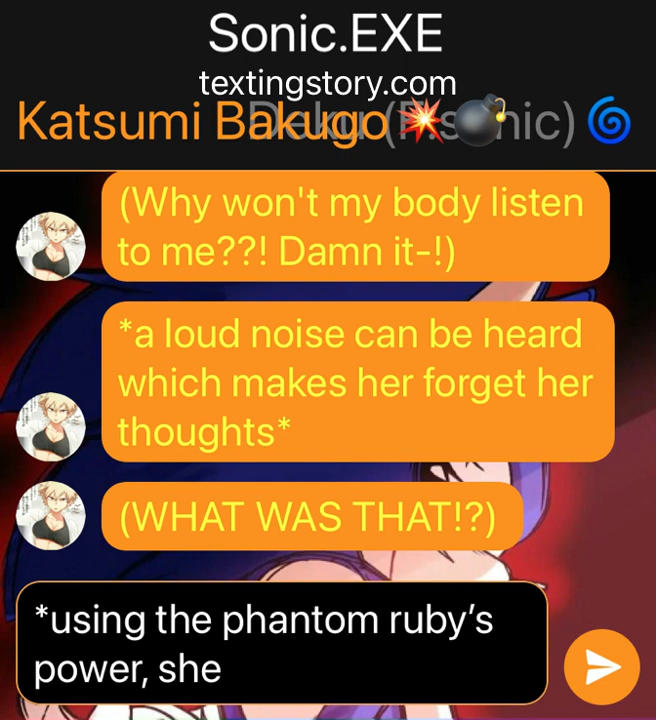 Sonic.EXE
textingstory.com
Katsumi Bakugo 💥💣 nic) 🌀
(Why won't my body listen
to me??! Damn it-!)
*a loud noise can be heard
which makes her forget her
thoughts*
(WHAT WAS THAT!?)
*using the phantom ruby’s
power, she